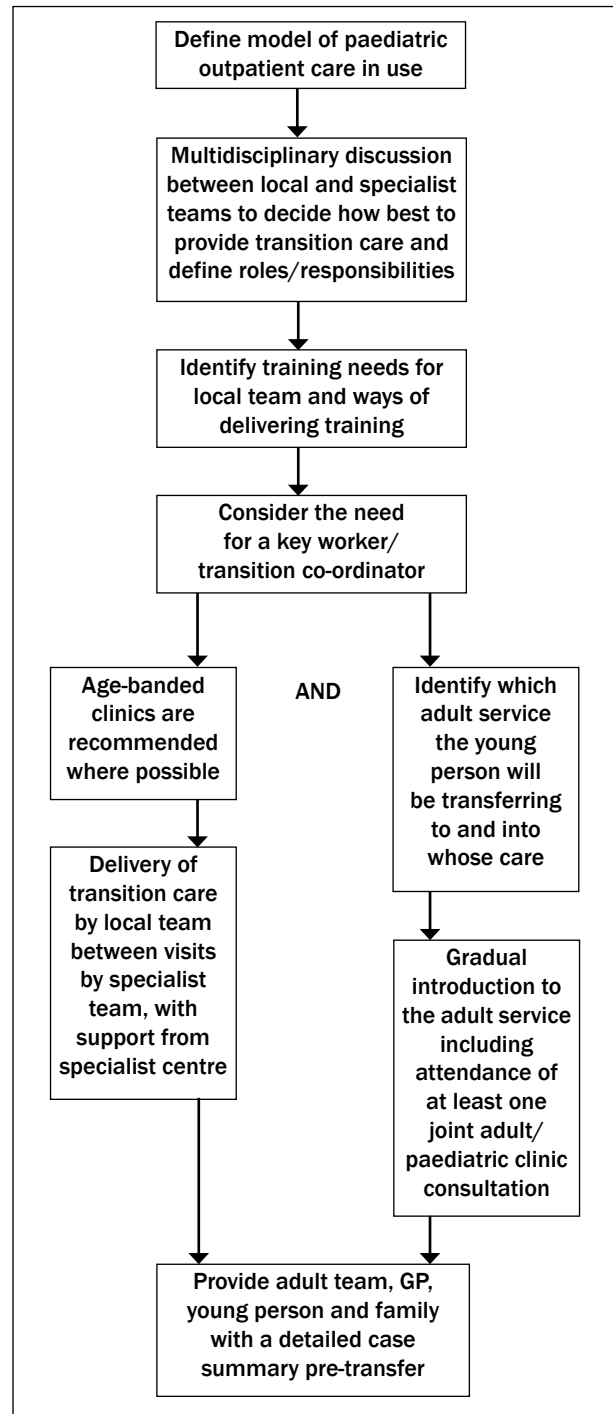 Define model of paediatric
outpatient care in use
Multidisciplinary discussion
between local and specialist
teams to decide how best to
provide transition care and
define roles/responsibilities
Identify training needs for
local team and ways of
delivering training
Consider the need
for a key worker/
transition co-ordinator
Age-banded
clinics are
recommended
where possible
Delivery of
transition care
by local team
between visits
by specialist
team, with
support from
specialist centre
AND
Identify which
adult service
the young
person will
be transferring
to and into
whose care
Gradual
introduction to
the adult service
including
attendance of
at least one
joint adult/
paediatric clinic
consultation
Provide adult team, GP,
young person and family
with a detailed case
summary pre-transfer